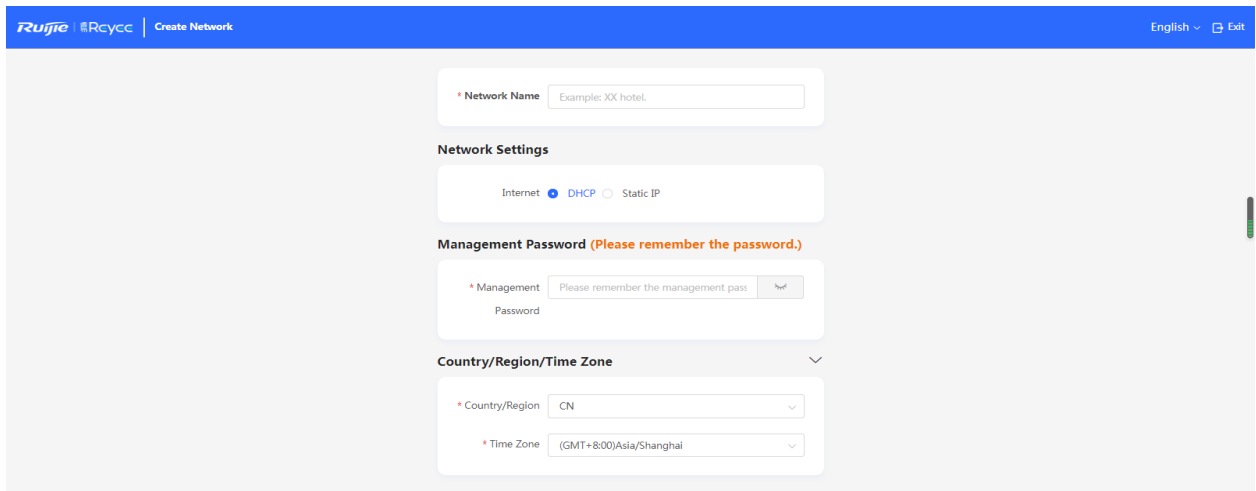 Ruijie Rcycc Create Network English Exit
* Network Name Example: XX hotel.
Network Settings
Internet DHCP Static IP
Management Password (Please remember the password.)
* Management Please remember the management pass
Password
Country/Region/Time Zone
* Country/Region CN
* Time Zone (GMT+8:00)Asia/Shanghai